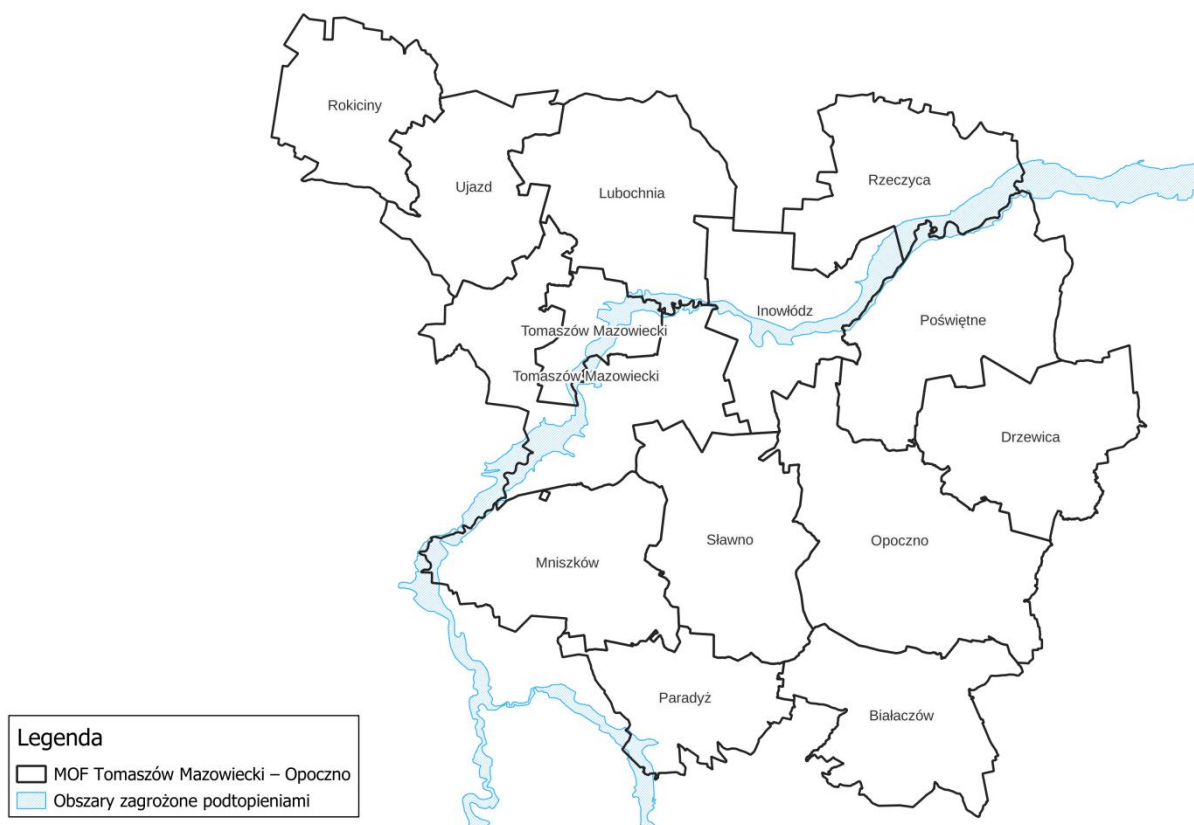 Rokiciny
Ujazd
Lubochnia
Rzeczyca
Inowłódz
Poświętne
Tomaszów Mazowiecki
Tomaszów Mazowiecki
Drzewica
Opoczno
Sławno
Mniszków
Paradyż
Białaczów
Legenda
MOF Tomaszów Mazowiecki – Opoczno
Obszary zagrożone podtopieniami